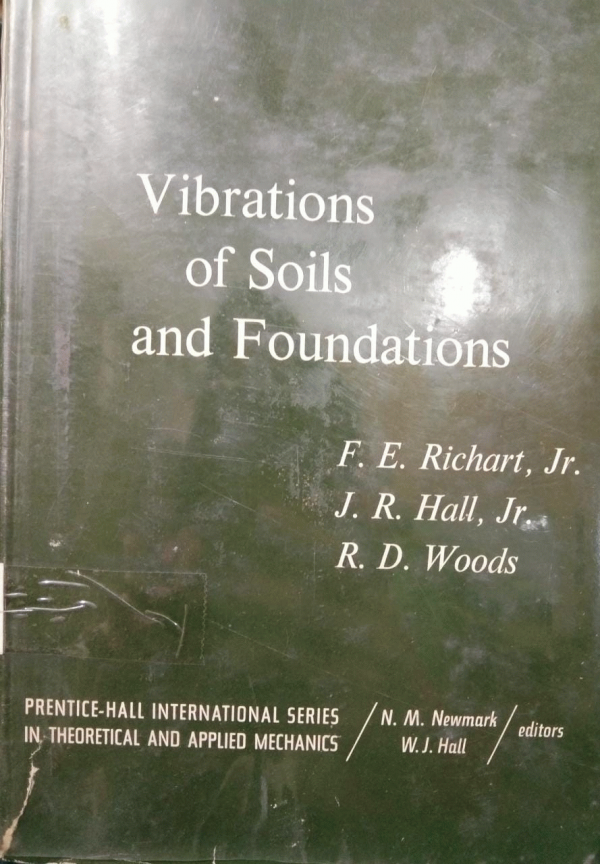 Vibrations
of Soils
and Foundations
F. E. Richart, Jr.
J. R. Hall, Jr.
R. D. Woods
PRENTICE-HALL INTERNATIONAL SERIES
IN THEORETICAL AND APPLIED MECHANICS
N. M. Newmark
W. J. Hall
editors